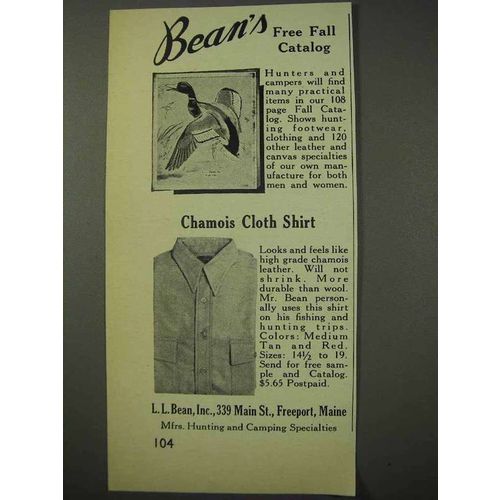 Bean's
Free Fall
Catalog
Hunters and
campers will find
many practical
items in our 108
page Fall Cata-
log. Shows hunt-
ing footwear,
clothing and 120
other leather and
canvas specialties
of our own man-
ufacture for both
men and women.
Chamois Cloth Shirt
Looks and feels like
high grade chamois
leather. Will not
shrink. More
durable than wool.
Mr. Bean person-
ally uses this shirt
on his fishing and
hunting trips.
Colors: Medium
Tan and Red.
Sizes: 14½ to 19.
Send for free sam-
ple and Catalog.
$5.65 Postpaid.
L. L. Bean, Inc., 339 Main St., Freeport, Maine
Mfrs. Hunting and Camping Specialties
104